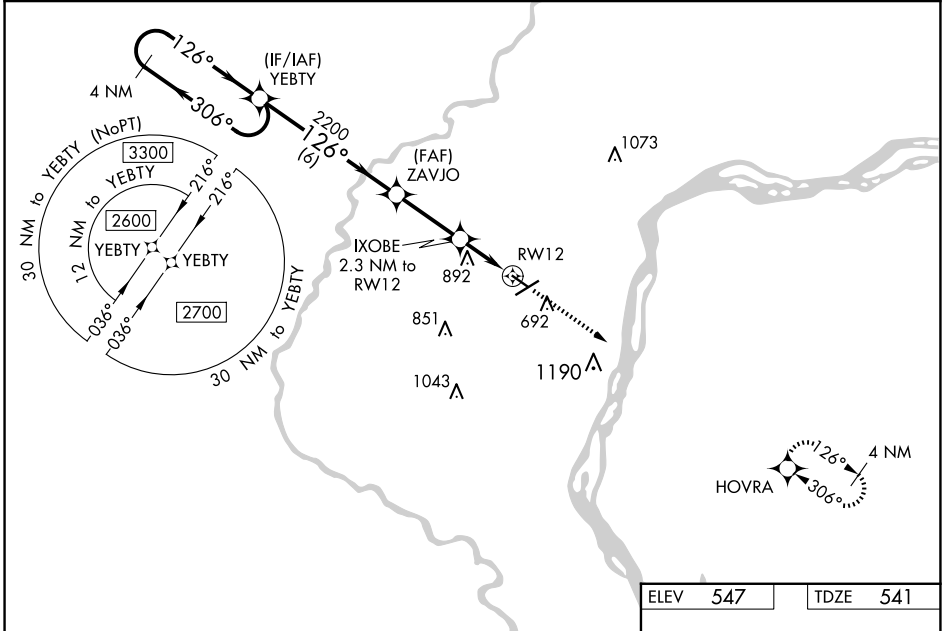 126°
4 NM
306°
(IF/IAF)
YEBTY
2200
126°
(6)
(FAF)
ZAVJO
1073
30 NM to YEBTY (NoPT)
3300
12 NM to YEBTY
216°
216°
2600
YEBTY
YEBTY
036°
036°
2700
30 NM to YEBTY
IXOBE
2.3 NM to
RW12
892
RW12
851
692
1043
1190
HOVRA
126°
4 NM
306°
ELEV 547
TDZE 541